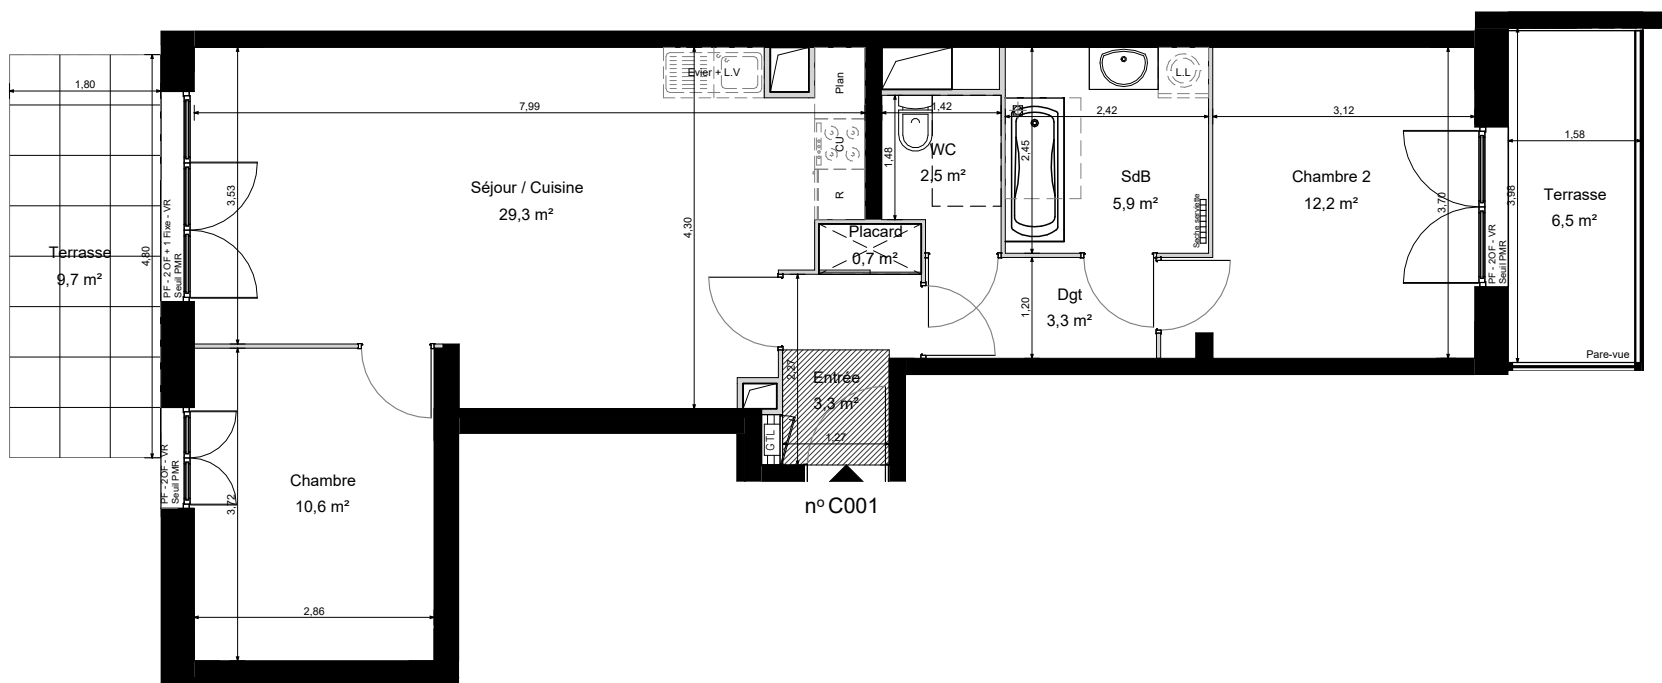 1,80
7,99
Evier + L.V
Plan
CU
R
1,42
2,42
L.L
3,12
1,58
1,48
WC
2.5 m²
2,45
SdB
5,9 m²
Sèche serviette
Chambre 2
12,2 m²
3,70
PF - 2OF - VR
Seuil PMR
3,98
Terrasse
6,5 m²
Pare-vue
Séjour / Cuisine
29,3 m²
3,53
4,30
PF - 2 OF + 1 Fixe - VR
Seuil PMR
Terrasse
9,7 m²
4,80
Placard
0,7 m²
Dgt
3,3 m²
1,20
2,27
Entrée
3,3 m²
GTL
1,27
PF - 2OF - VR
Seuil PMR
Chambre
10,6 m²
3,72
2,86
nº C001